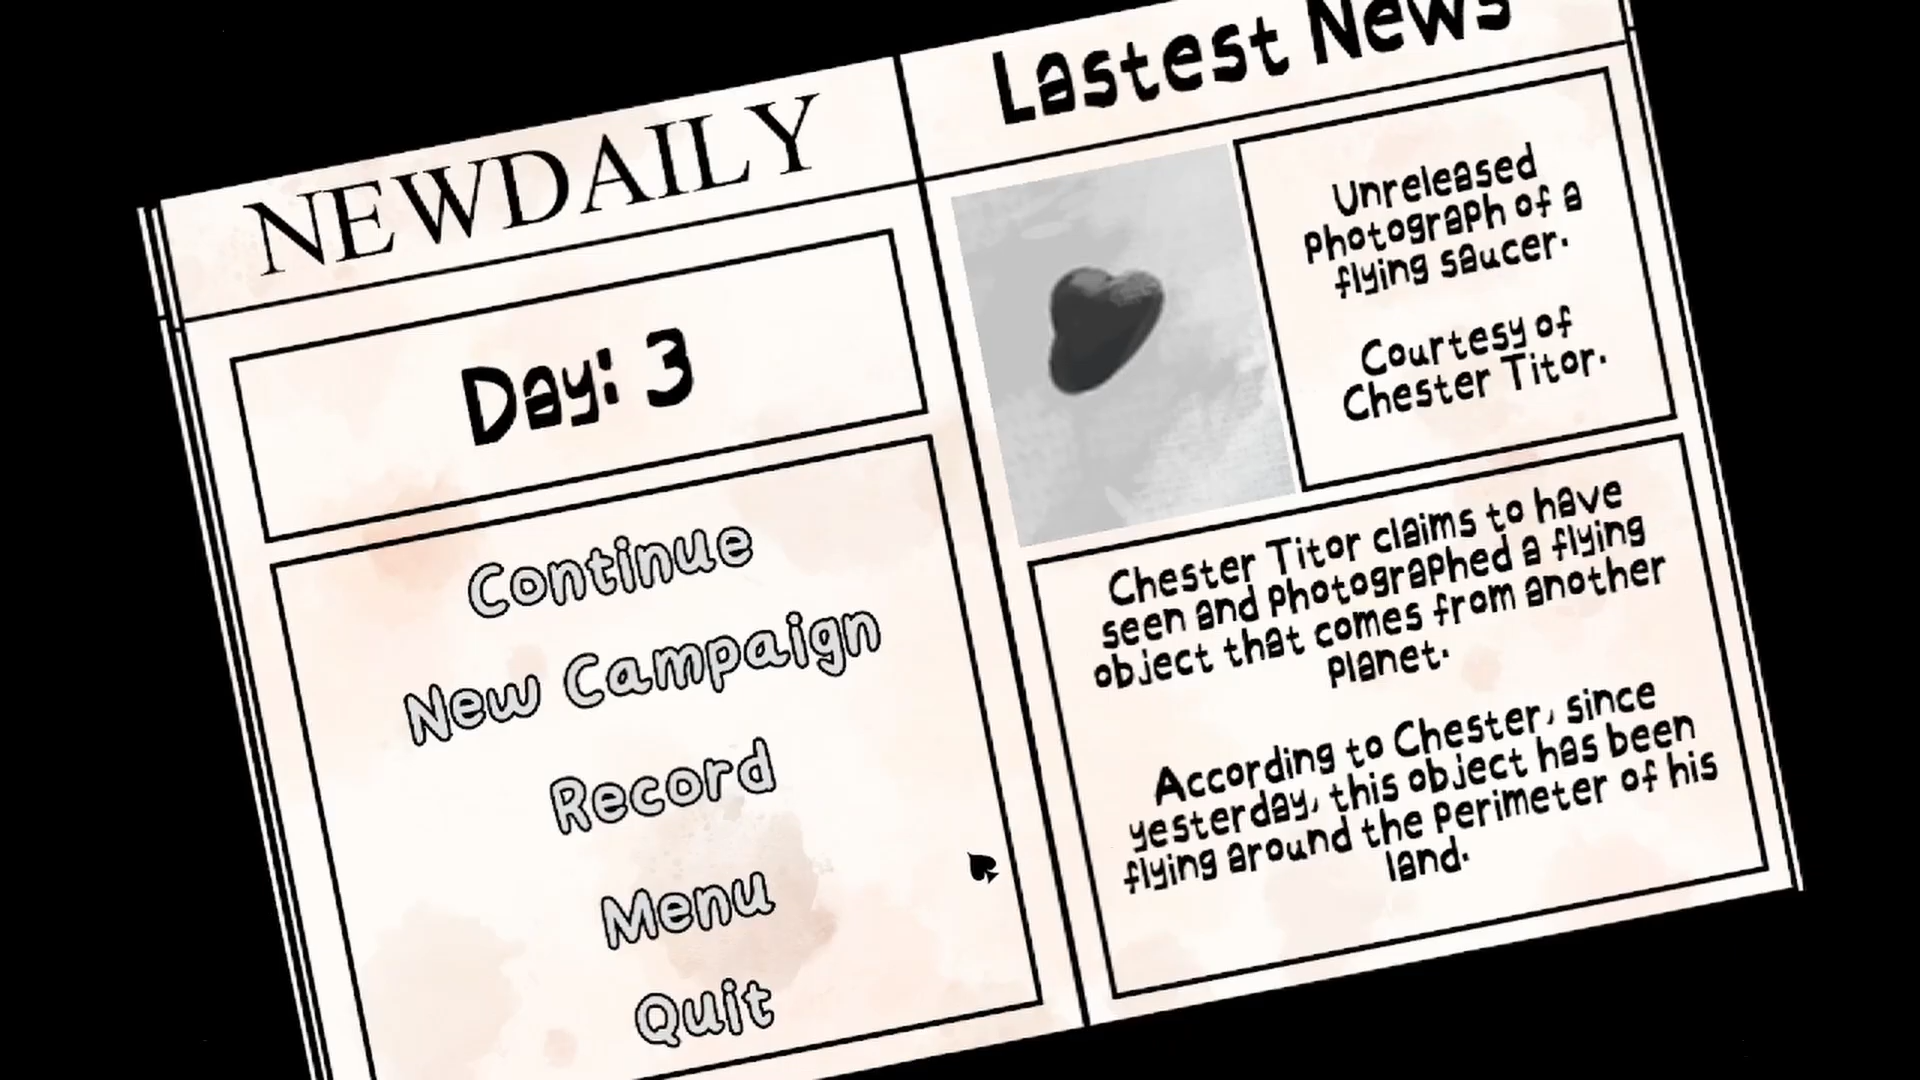 NEWDAILY
Day: 3
Continue
New Campaign
Record
Menu
Quit
Lastest News
Unreleased
photograph of a
flying saucer.
Courtesy of
Chester Titor.
Chester Titor claims to have
seen and photographed a flying
object that comes from another
planet.
According to Chester, since
yesterday, this object has been
flying around the perimeter of his
land.